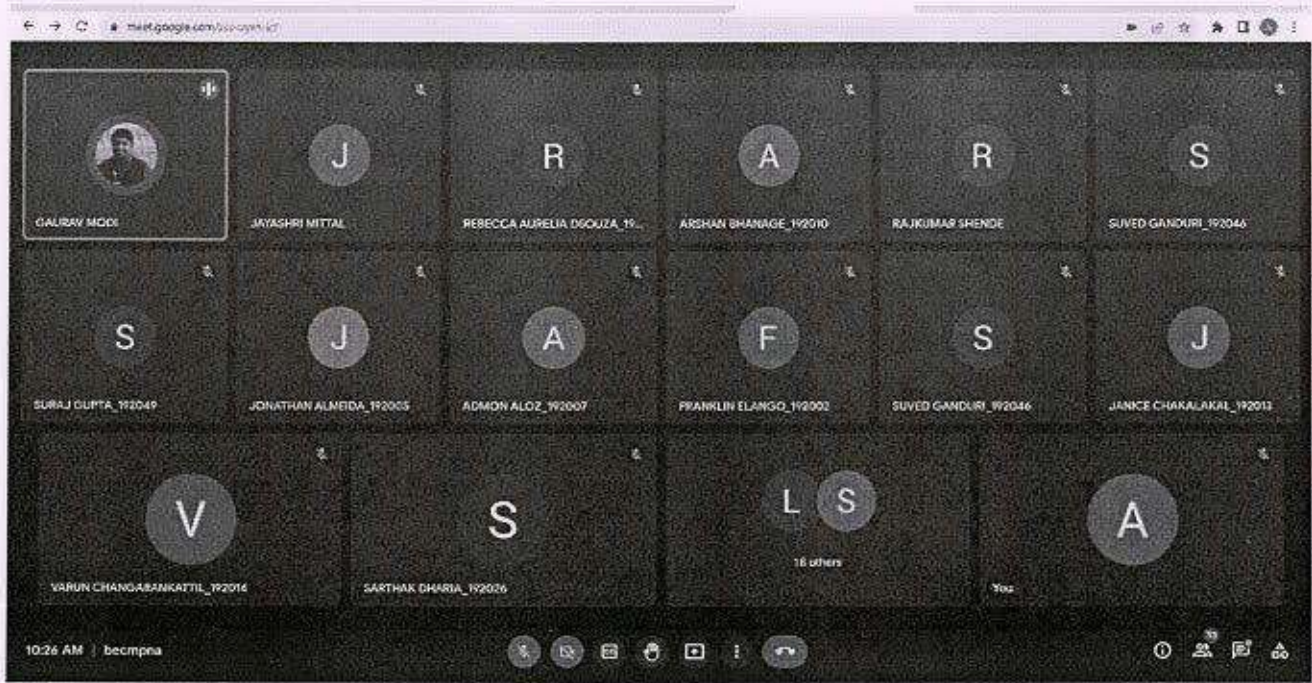 meet.google.com/
GAURAV MODI
J
JAYASHRI MITTAL
R
REBECCA AURELIA DSOUZA_19...
A
ARSHAN BHANAGE_192010
R
RAJKUMAR SHENDE
S
SUVED GANDURI_192046
S
SURAJ GUPTA_192049
J
JONATHAN ALMEIDA_192005
A
ADMON ALOZ_192007
F
FRANKLIN ELANGO_192002
S
SUVED GANDURI_192046
J
JANICE CHAKALAKAL_192013
V
VARUN CHANGARANKATTIL_192016
S
SARTHAK DHARIA_192026
L S
18 others
A
You
10:26 AM | becmpna